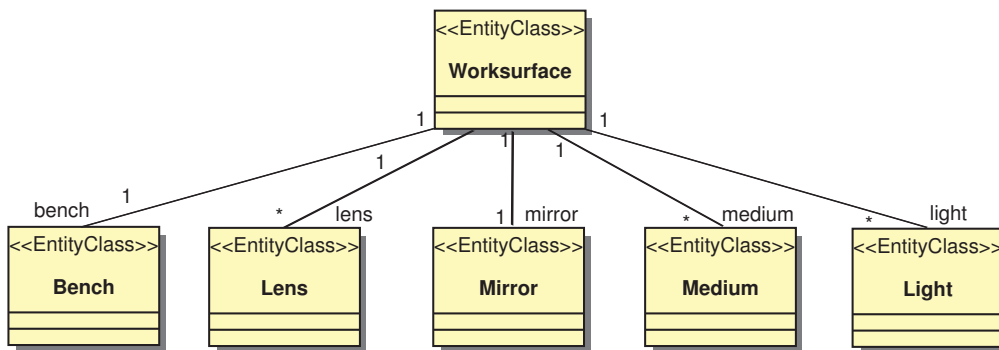 <<EntityClass>>
Worksurface
1
1
1
1
1
1
*
1
*
*
bench
lens
mirror
medium
light
<<EntityClass>>
Bench
<<EntityClass>>
Lens
<<EntityClass>>
Mirror
<<EntityClass>>
Medium
<<EntityClass>>
Light